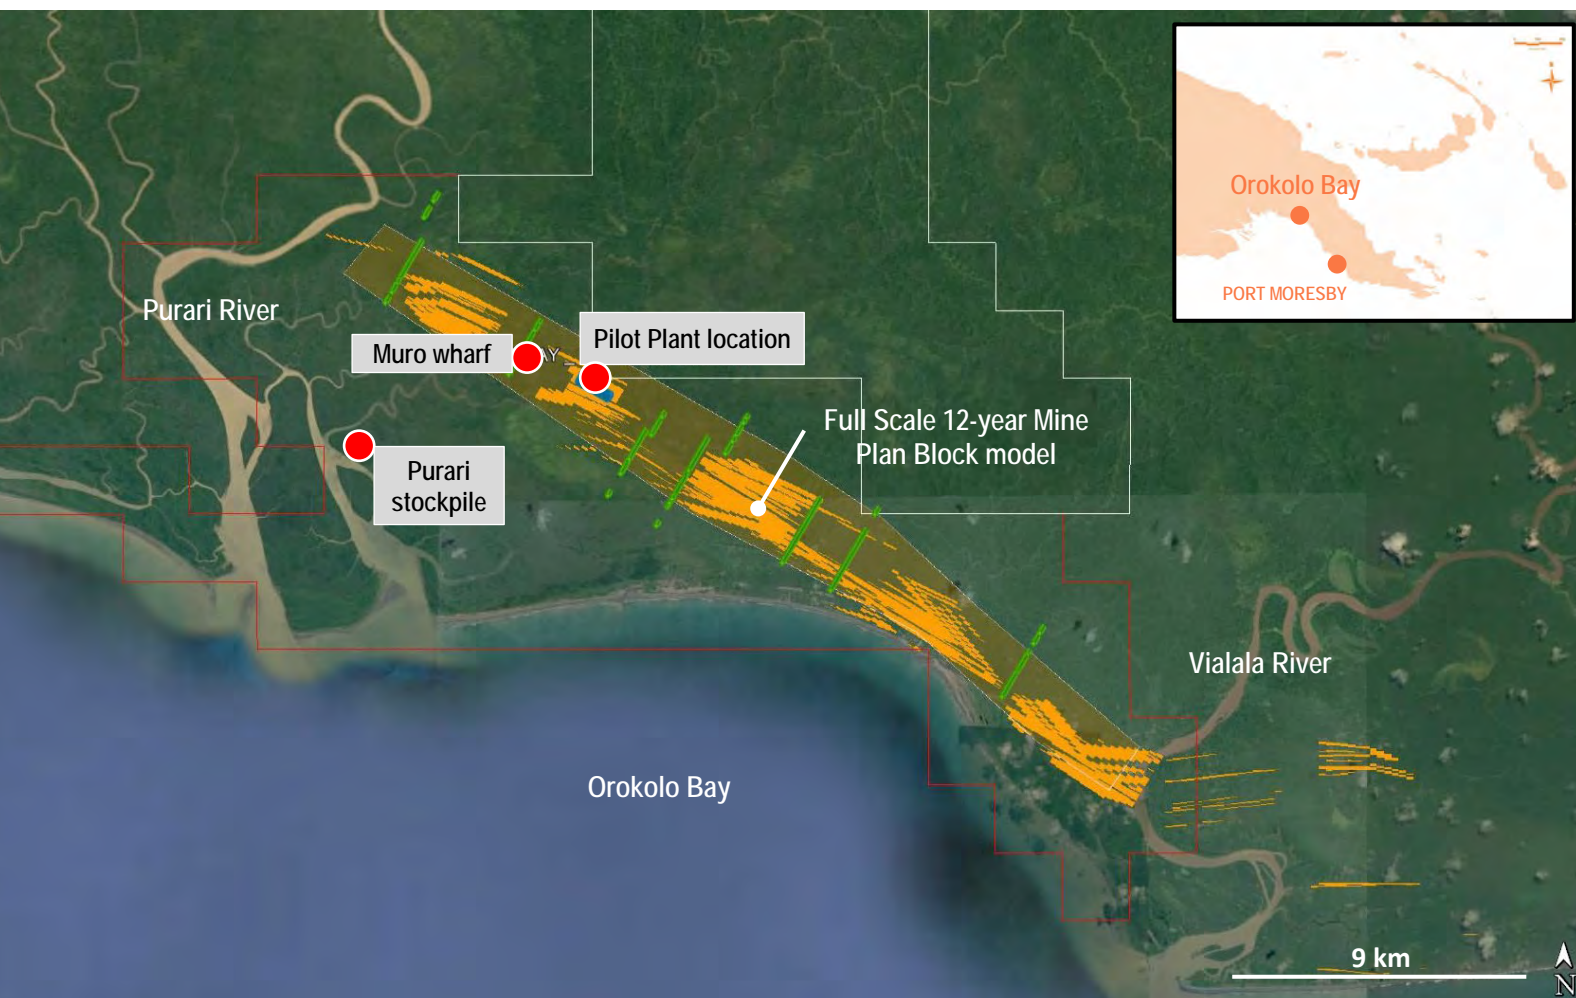 Orokolo Bay
PORT MORESBY
Purari River
Muro wharf
AY_
Pilot Plant location
Full Scale 12-year Mine
Plan Block model
Purari
stockpile
Vialala River
Orokolo Bay
9 km
N